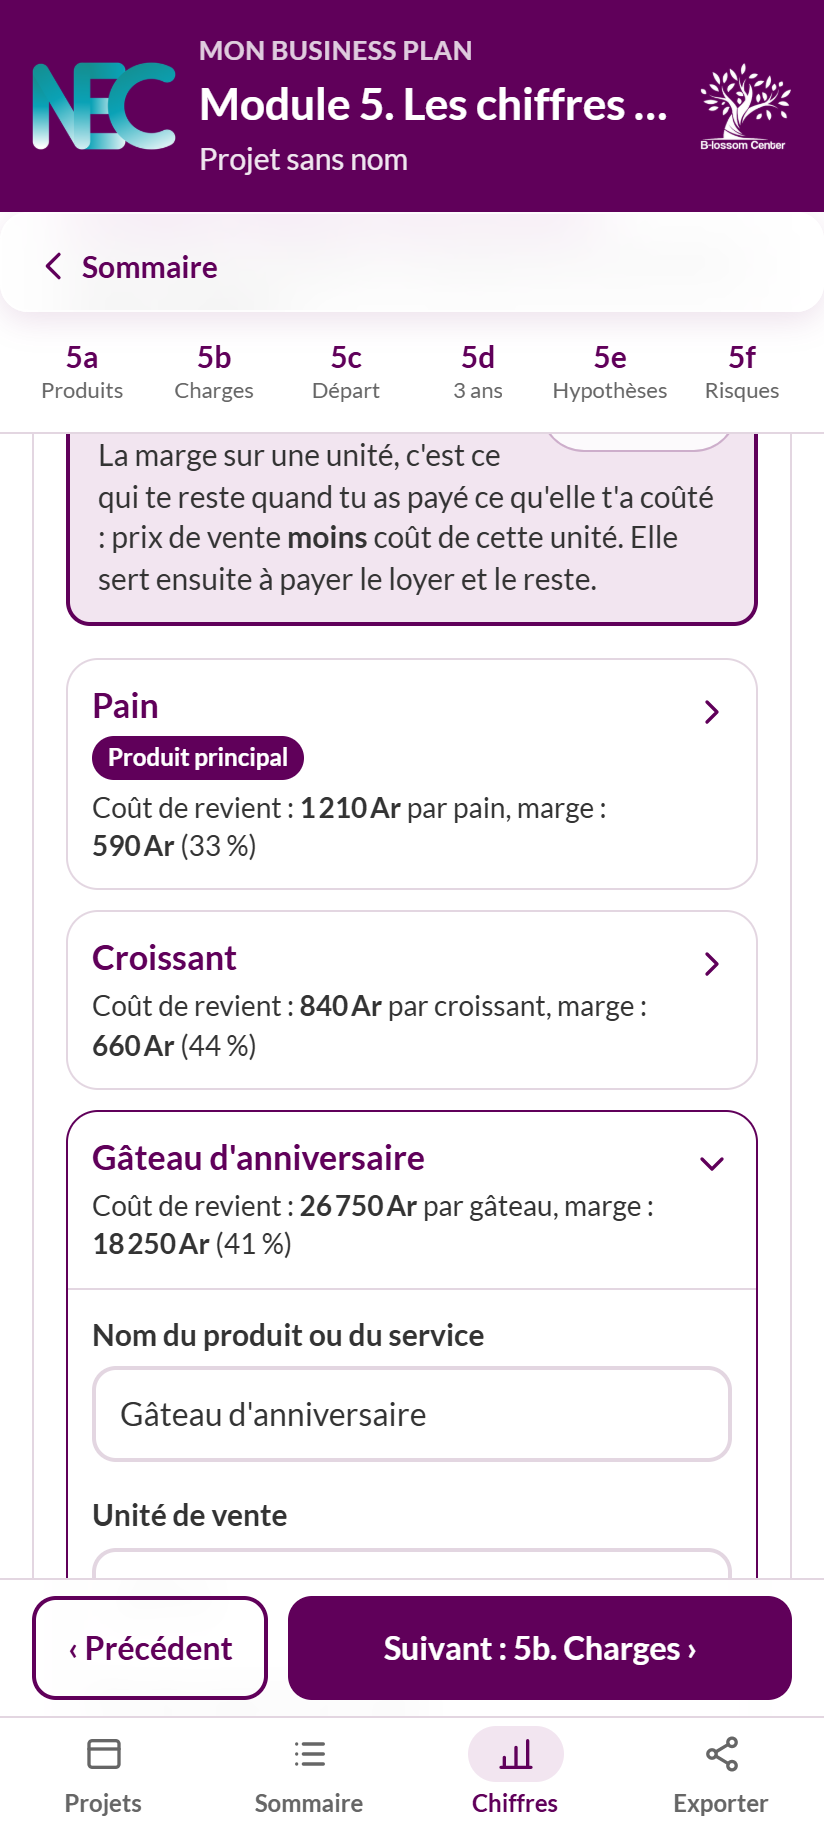 NEC
MON BUSINESS PLAN
Module 5. Les chiffres ...
Projet sans nom
B-lossom Center
Sommaire
5a
Produits
5b
Charges
5c
Départ
5d
3 ans
5e
Hypothèses
5f
Risques
La marge sur une unité, c'est ce
qui te reste quand tu as payé ce qu'elle t'a coûté
: prix de vente moins coût de cette unité. Elle
sert ensuite à payer le loyer et le reste.
Pain
Produit principal
Coût de revient : 1 210 Ar par pain, marge :
590 Ar (33 %)
Croissant
Coût de revient : 840 Ar par croissant, marge :
660 Ar (44 %)
Gâteau d'anniversaire
Coût de revient : 26 750 Ar par gâteau, marge :
18 250 Ar (41 %)
Nom du produit ou du service
Gâteau d'anniversaire
Unité de vente
‹ Précédent
Suivant : 5b. Charges ›
Projets
Sommaire
Chiffres
Exporter